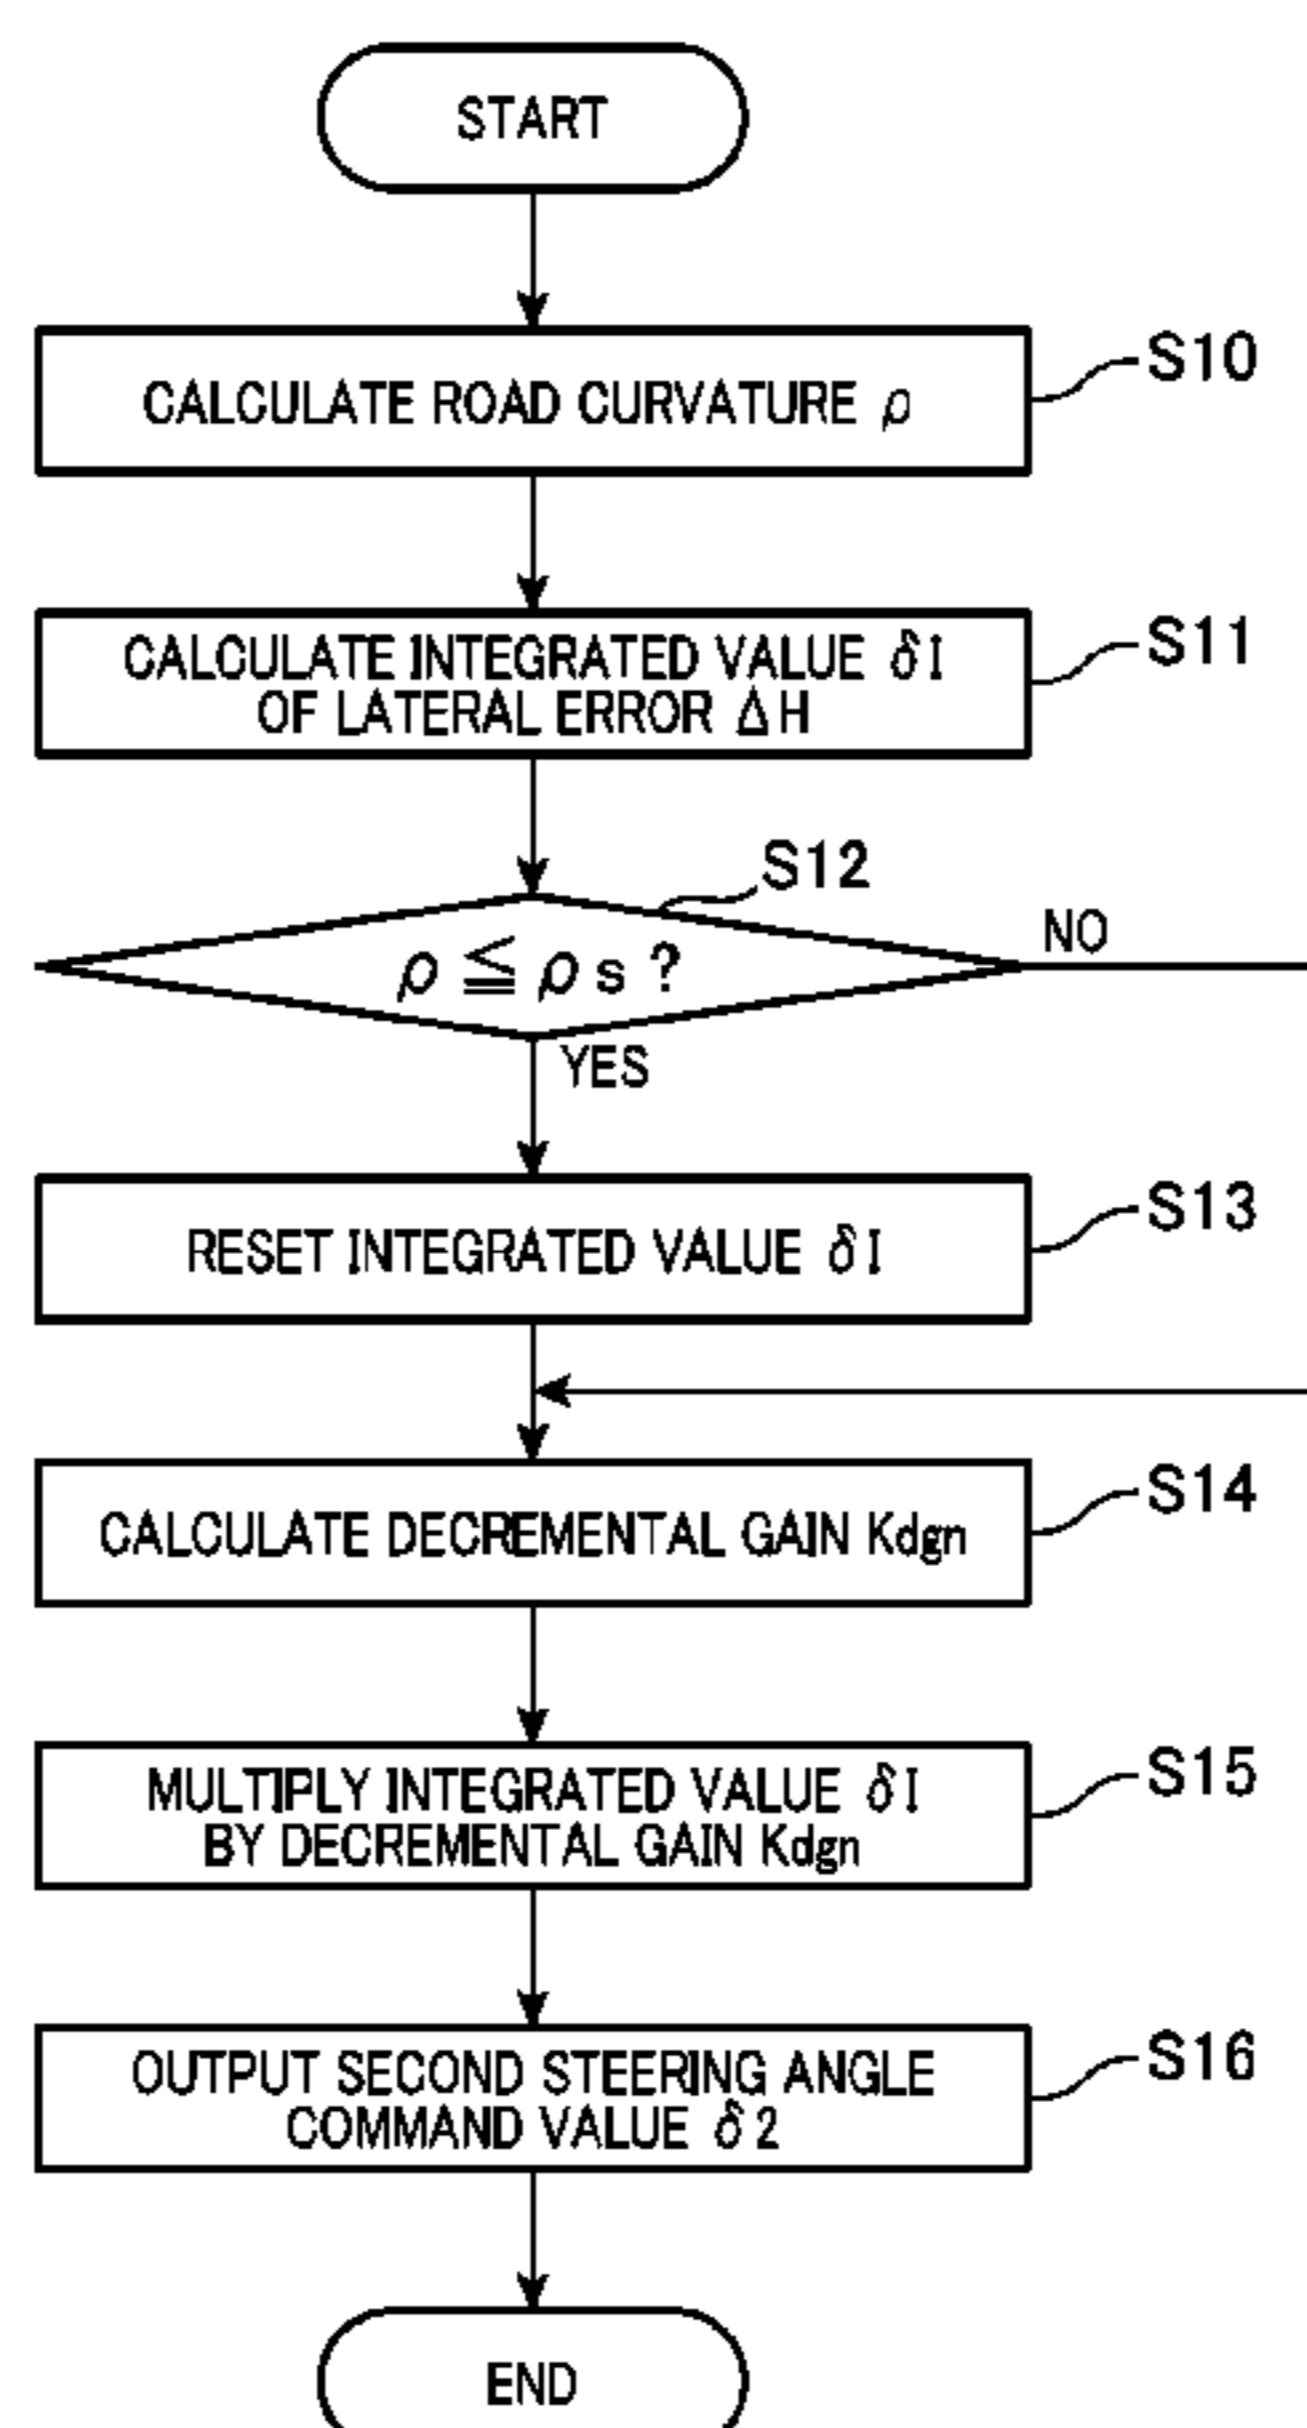 START
CALCULATE ROAD CURVATURE ρ
S10
CALCULATE INTEGRATED VALUE δI
OF LATERAL ERROR ΔH
S11
S12
ρ ≦ ρs ?
NO
YES
RESET INTEGRATED VALUE δI
S13
CALCULATE DECREMENTAL GAIN Kdgn
S14
MULTIPLY INTEGRATED VALUE δI
BY DECREMENTAL GAIN Kdgn
S15
OUTPUT SECOND STEERING ANGLE
COMMAND VALUE δ2
S16
END